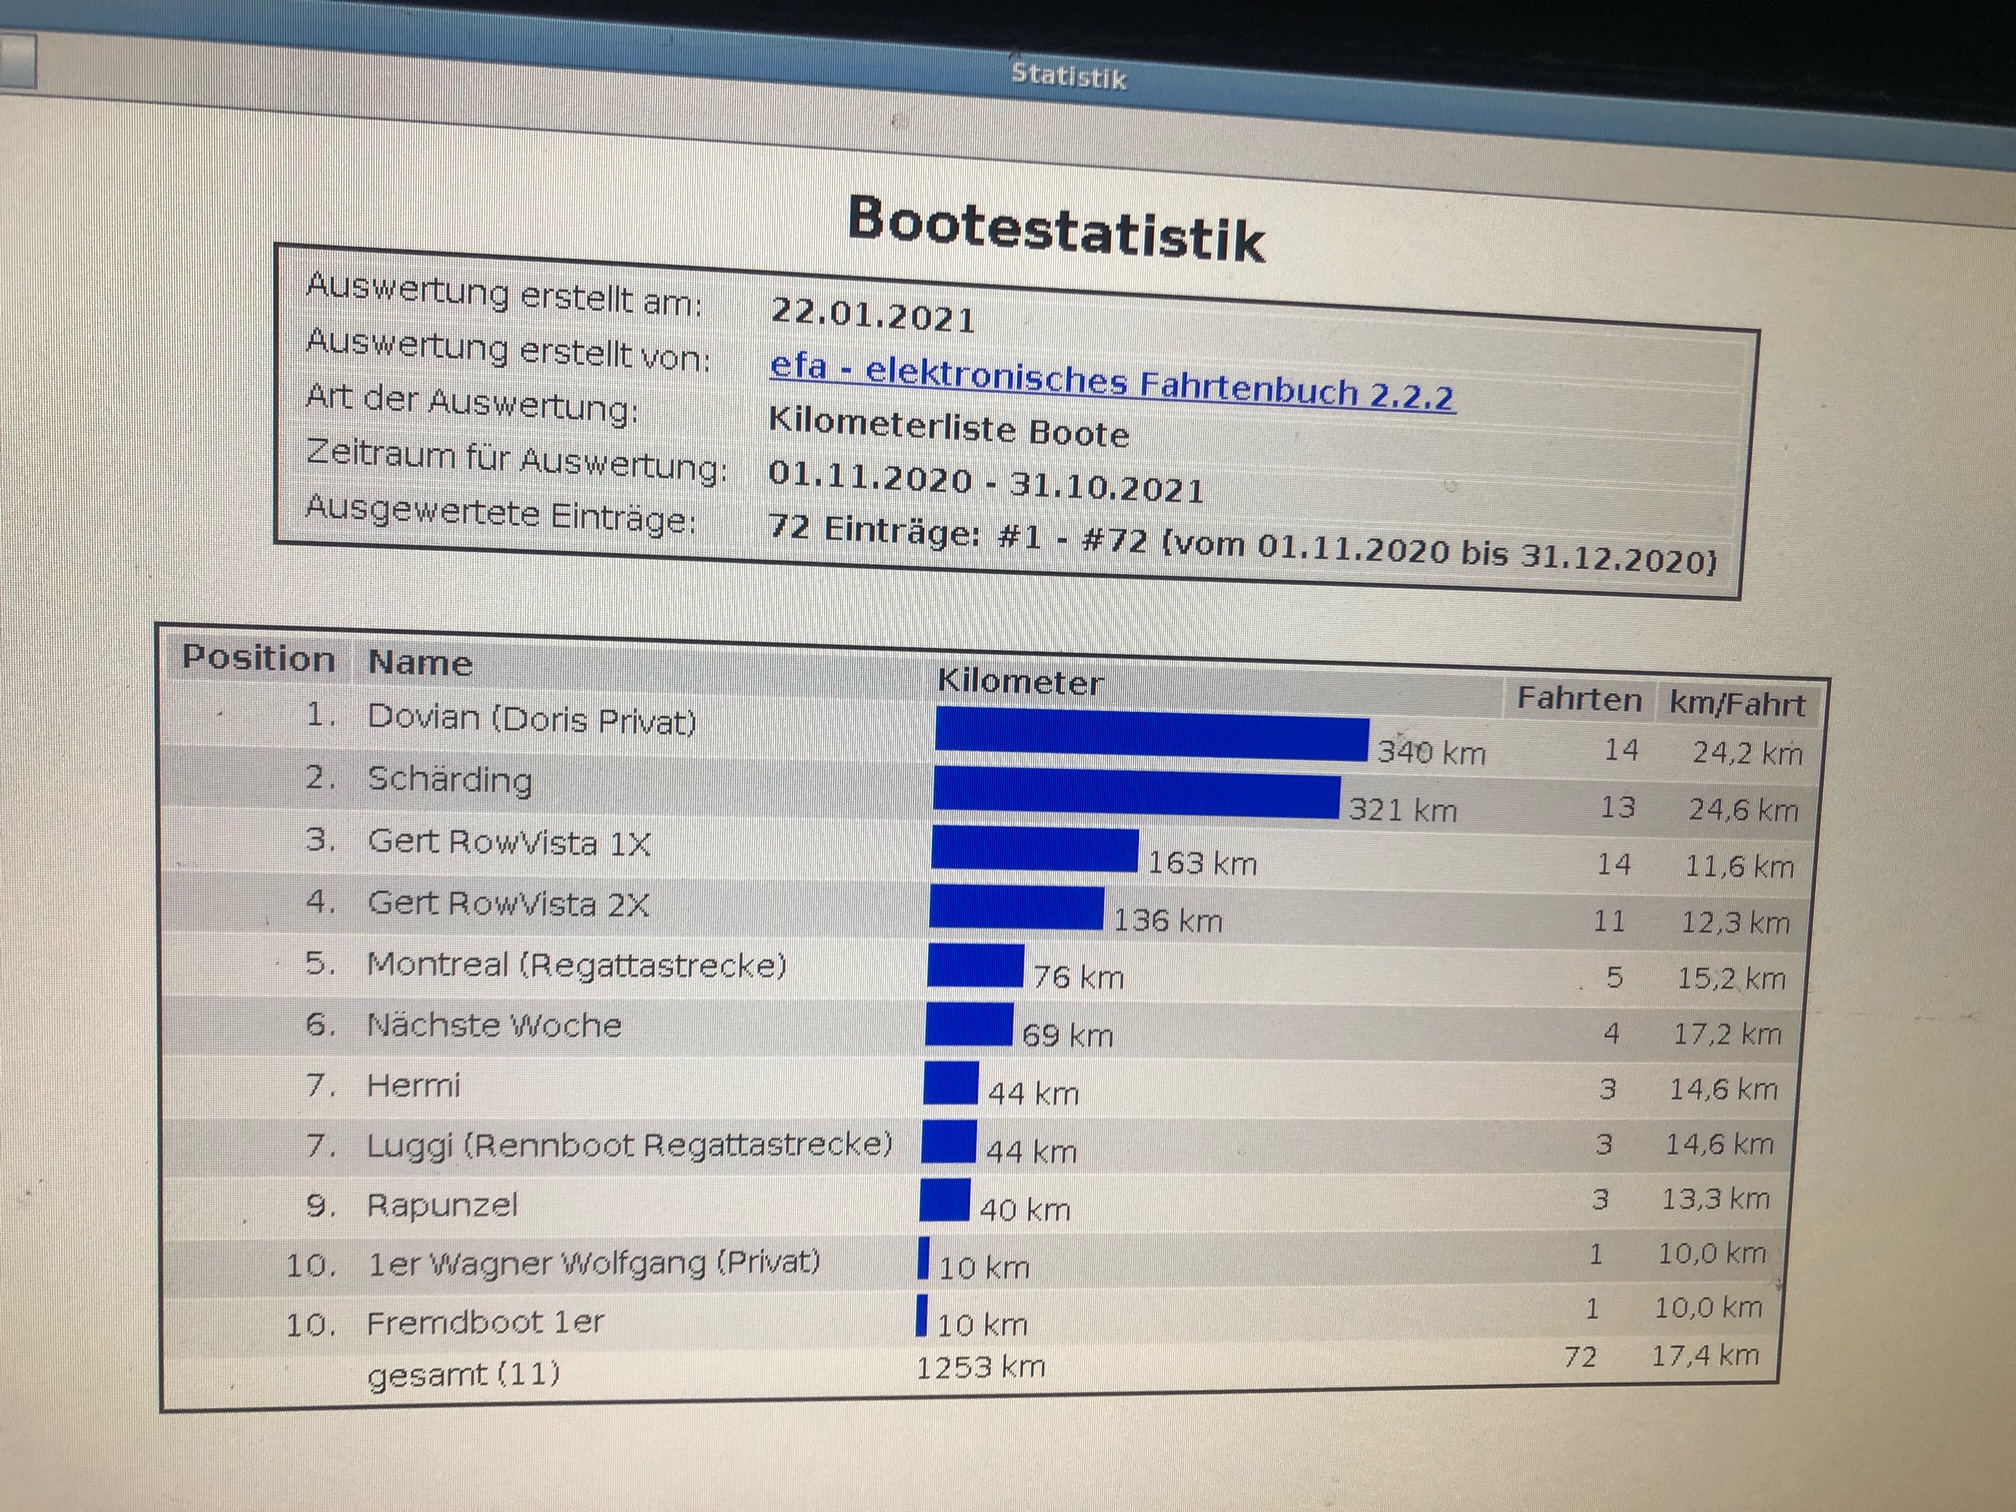 Statistik
Bootestatistik
Auswertung erstellt am: 22.01.2021
Auswertung erstellt von: efa - elektronisches Fahrtenbuch 2.2.2
Art der Auswertung: Kilometerliste Boote
Zeitraum für Auswertung: 01.11.2020 - 31.10.2021
Ausgewertete Einträge: 72 Einträge: #1 - #72 (vom 01.11.2020 bis 31.12.2020)
Position Name Kilometer Fahrten km/Fahrt
1. Dovian (Doris Privat) 340 km 14 24,2 km
2. Schärding 321 km 13 24,6 km
3. Gert RowVista 1X 163 km 14 11,6 km
4. Gert RowVista 2X 136 km 11 12,3 km
5. Montreal (Regattastrecke) 76 km 5 15,2 km
6. Nächste Woche 69 km 4 17,2 km
7. Hermi 44 km 3 14,6 km
7. Luggi (Rennboot Regattastrecke) 44 km 3 14,6 km
9. Rapunzel 40 km 3 13,3 km
10. 1er Wagner Wolfgang (Privat) 10 km 1 10,0 km
10. Fremdboot 1er 10 km 1 10,0 km
gesamt (11) 1253 km 72 17,4 km